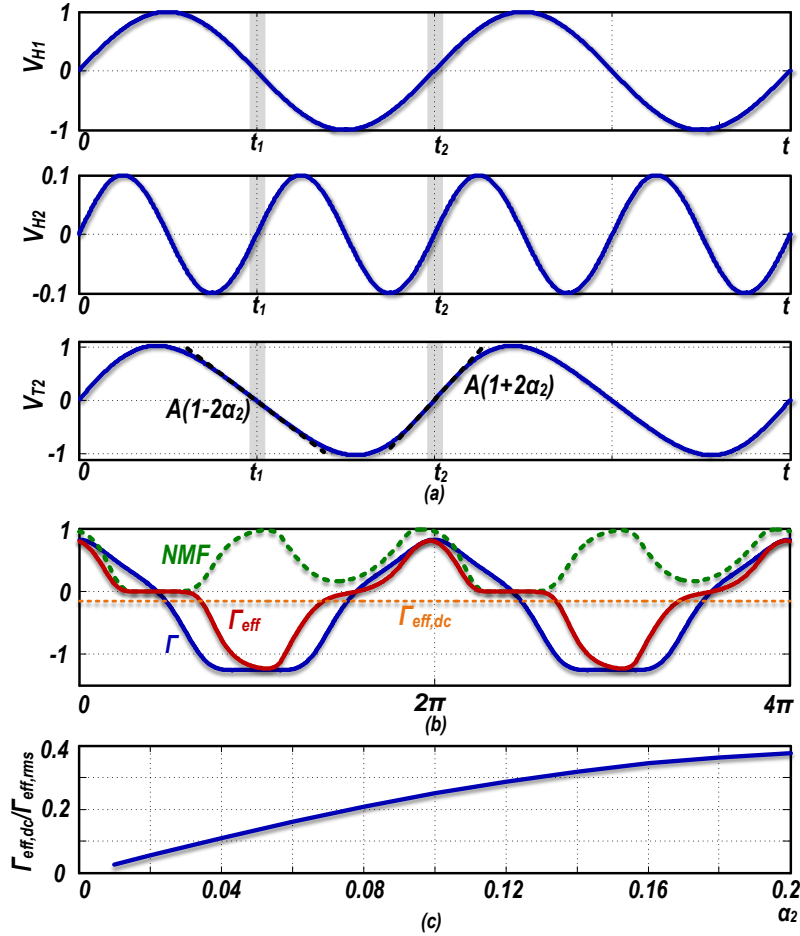 1
0
-1
V_H1
0
t_1
t_2
t
0.1
0
-0.1
V_H2
0
t_1
t_2
t
1
0
-1
V_T2
A(1-2α_2)
A(1+2α_2)
0
t_1
t_2
t
(a)
1
0
-1
NMF
Γ_eff
Γ
Γ_eff,dc
0
2π
4π
(b)
0.4
0.2
0
Γ_eff,dc/Γ_eff,rms
0
0.04
0.08
0.12
0.16
0.2
α_2
(c)